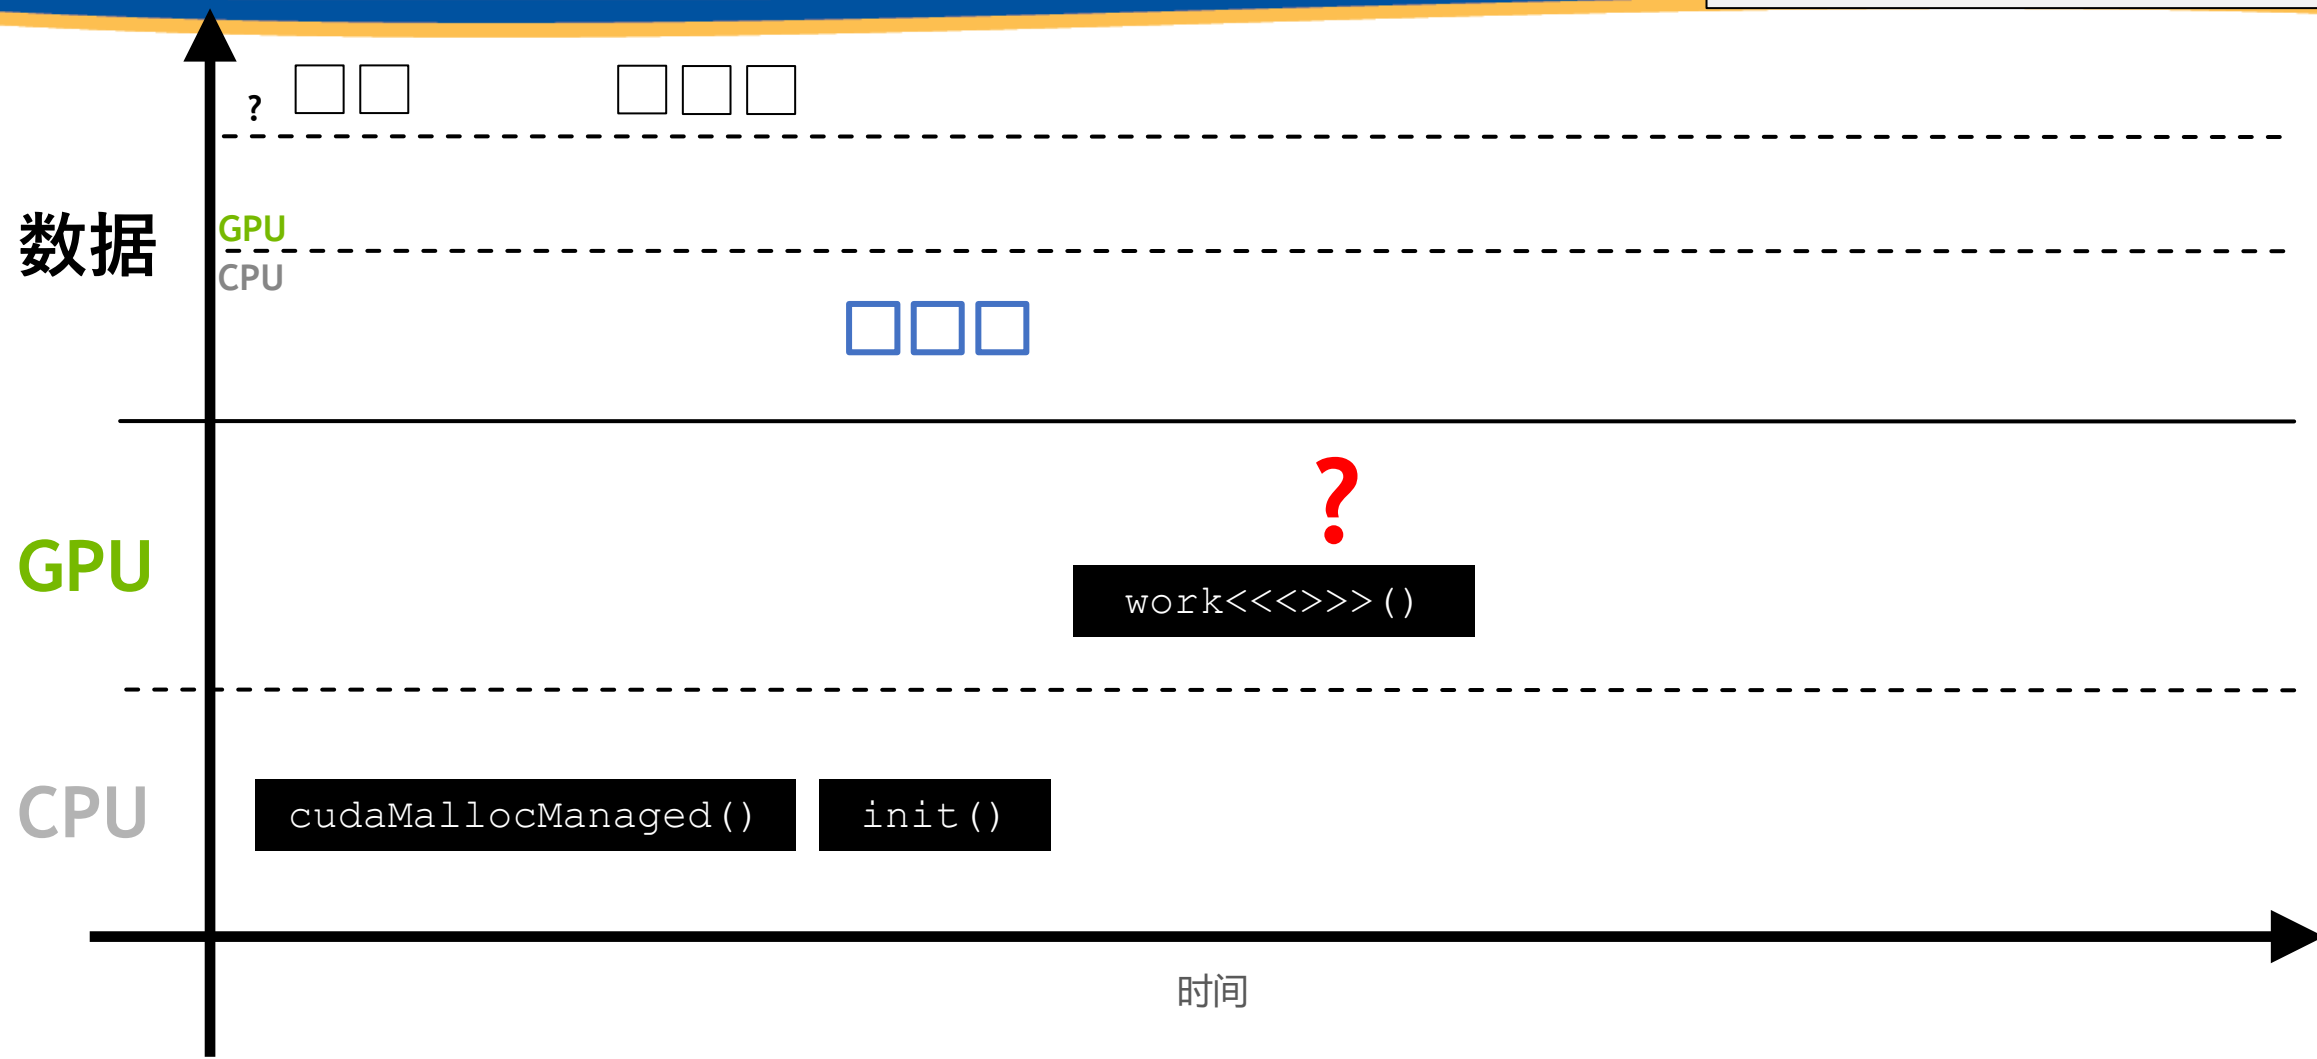 ?
数据
GPU
CPU
?
GPU
work<<<>>>()
CPU
cudaMallocManaged()
init()
时间